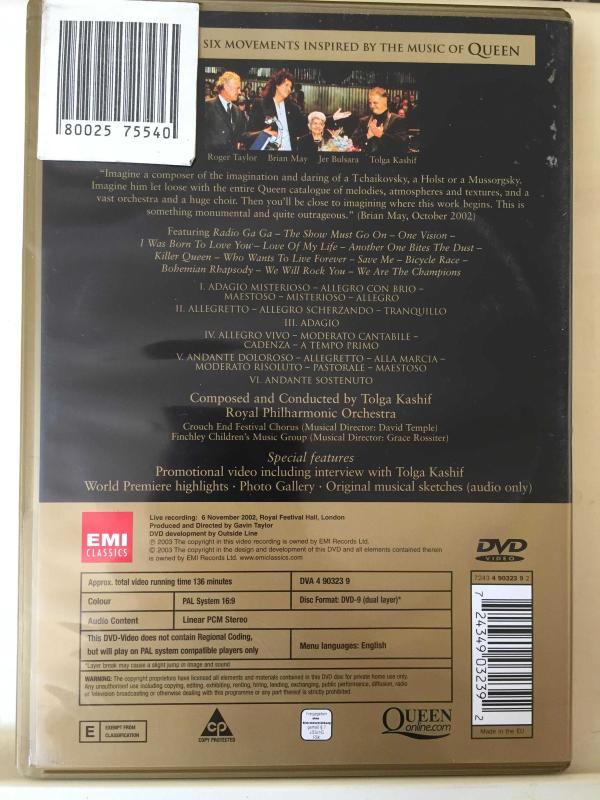 SIX MOVEMENTS INSPIRED BY THE MUSIC OF QUEEN
80025 75540
Roger Taylor Brian May Jer Bulsara Tolga Kashif
"Imagine a composer of the imagination and daring of a Tchaikovsky, a Holst or a Mussorgsky.
Imagine him let loose with the entire Queen catalogue of melodies, atmospheres and textures, and a
vast orchestra and a huge choir. Then you'll be close to imagining where this work begins. This is
something monumental and quite outrageous." (Brian May, October 2002)
Featuring Radio Ga Ga – The Show Must Go On – One Vision –
I Was Born To Love You – Love Of My Life – Another One Bites The Dust –
Killer Queen – Who Wants To Live Forever – Save Me – Bicycle Race –
Bohemian Rhapsody – We Will Rock You – We Are The Champions
I. ADAGIO MISTERIOSO – ALLEGRO CON BRIO –
MAESTOSO – MISTERIOSO – ALLEGRO
II. ALLEGRETTO – ALLEGRO SCHERZANDO – TRANQUILLO
III. ADAGIO
IV. ALLEGRO VIVO – MODERATO CANTABILE –
CADENZA – A TEMPO PRIMO
V. ANDANTE DOLOROSO – ALLEGRETTO – ALLA MARCIA –
MODERATO RISOLUTO – PASTORALE – MAESTOSO
VI. ANDANTE SOSTENUTO
Composed and Conducted by Tolga Kashif
Royal Philharmonic Orchestra
Crouch End Festival Chorus (Musical Director: David Temple)
Finchley Children's Music Group (Musical Director: Grace Rossiter)
Special features
Promotional video including interview with Tolga Kashif
World Premiere highlights · Photo Gallery · Original musical sketches (audio only)
EMI
CLASSICS
Live recording: 6 November 2002, Royal Festival Hall, London
Produced and Directed by Gavin Taylor
DVD development by Outside Line
℗ 2003 The copyright in this video recording is owned by EMI Records Ltd.
© 2003 The copyright in the design and development of this DVD and all elements contained therein
is owned by EMI Records Ltd. www.emiclassics.com
DVD
VIDEO
Approx. total video running time 136 minutes
DVA 4 90323 9
Colour
PAL System 16:9
Disc Format: DVD-9 (dual layer)*
Audio Content
Linear PCM Stereo
This DVD-Video does not contain Regional Coding,
but will play on PAL system compatible players only
Menu languages: English
*Layer break may cause a slight jump in image and sound
WARNING: The copyright proprietors have licensed all elements and materials contained in this DVD disc for private home use only.
Any unauthorised use including copying, editing, exhibiting, renting, hiring, lending, exchanging, public performance, diffusion, radio
or Television broadcasting or otherwise dealing with this programme or any part thereof is strictly prohibited.
7243 4 90323 9 2
7 24349 03239 2
Made in the EU
E EXEMPT FROM
CLASSIFICATION
CP
COPY PROTECTED
Freigegeben
ohne
Altersbeschränkung
gemäß § 7
JÖSchG
FSK
QUEEN
online.com